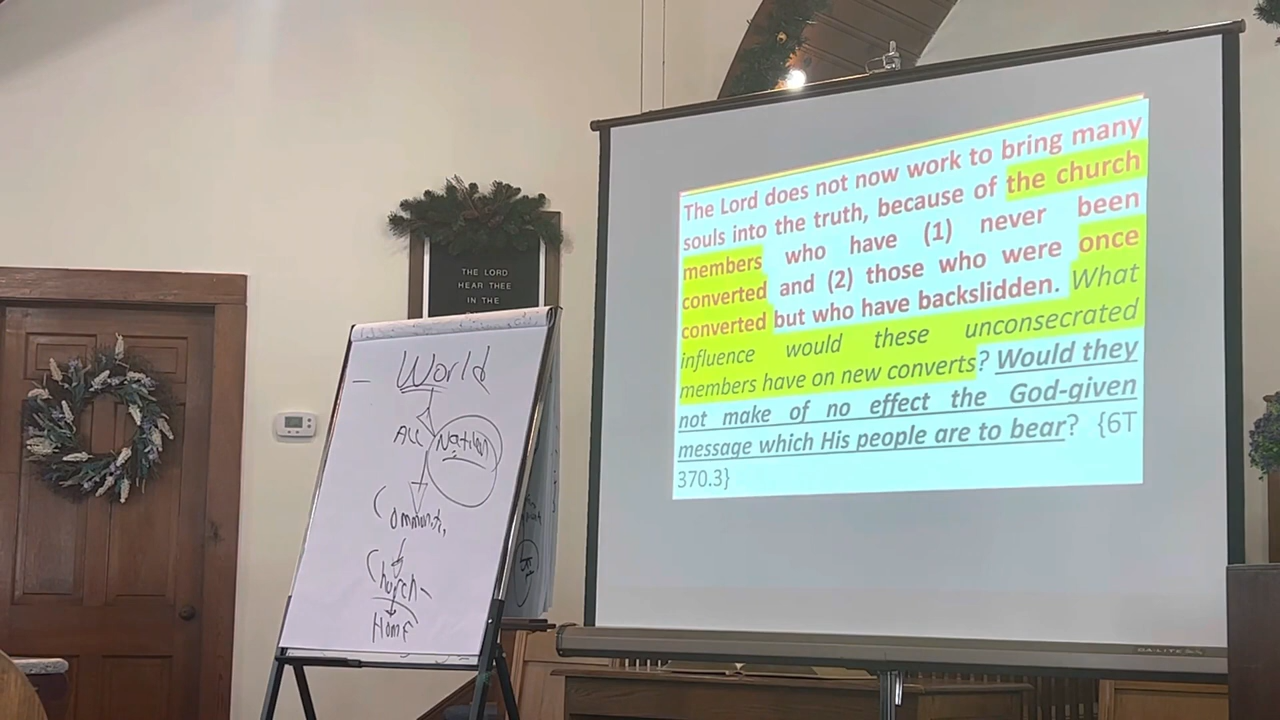 THE LORD
HEAR THEE
IN THE
World
ALL Nation
Community
Church-
Home
The Lord does not now work to bring many
souls into the truth, because of the church
members who have (1) never been
converted and (2) those who were once
converted but who have backslidden. What
influence would these unconsecrated
members have on new converts? Would they
not make of no effect the God-given
message which His people are to bear? {6T
370.3}
DA-LITE